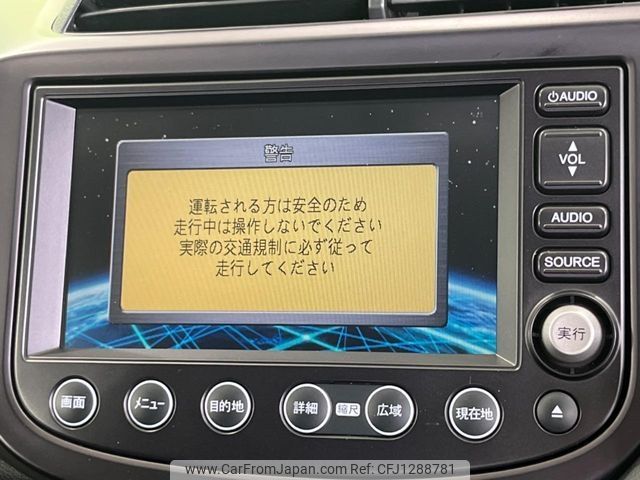 警告
運転される方は安全のため
走行中は操作しないでください
実際の交通規制に必ず従って
走行してください
AUDIO
VOL
AUDIO
SOURCE
実行
画面
メニュー
目的地
詳細
縮尺
広域
現在地
CarFromJapan.com - CFJ1288781